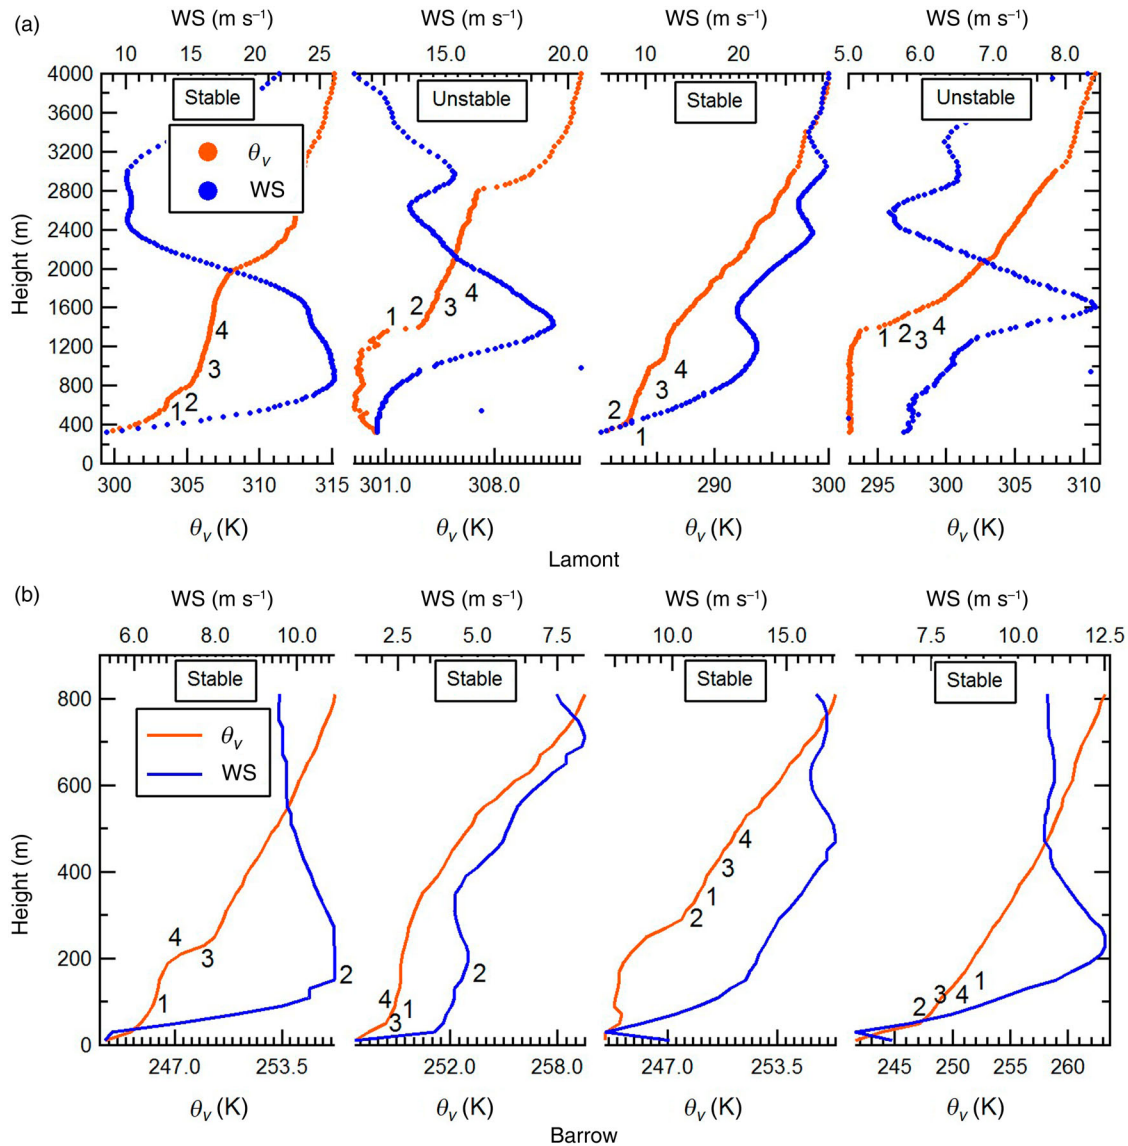 (a)
WS (m s⁻¹) WS (m s⁻¹) WS (m s⁻¹) WS (m s⁻¹)
10 16 21 26 15.0 20.0 12 20 5.0 6.0 7.0 8.0
Stable Unstable Stable Unstable
θv
WS
4000
3600
3200
2800
2400
2000
1600
1200
800
400
0
Height (m)
1 2 3 4
1 2 3 4
1 2 3 4
1 2 3 4
300 305 310 315 301.0 308.0 290 300 295 300 305 310
θv (K) θv (K) θv (K) θv (K)
Lamont
(b)
WS (m s⁻¹) WS (m s⁻¹) WS (m s⁻¹) WS (m s⁻¹)
6.0 8.0 10.0 2.5 5.0 7.5 10.0 15.0 7.5 10.0 12.5
Stable Stable Stable Stable
θv
WS
800
600
400
200
0
Height (m)
1 2 3 4
1 2 3 4
1 2 3 4
1 2 3 4
247.0 253.5 252.0 258.0 247.0 253.5 245 250 255 260
θv (K) θv (K) θv (K) θv (K)
Barrow